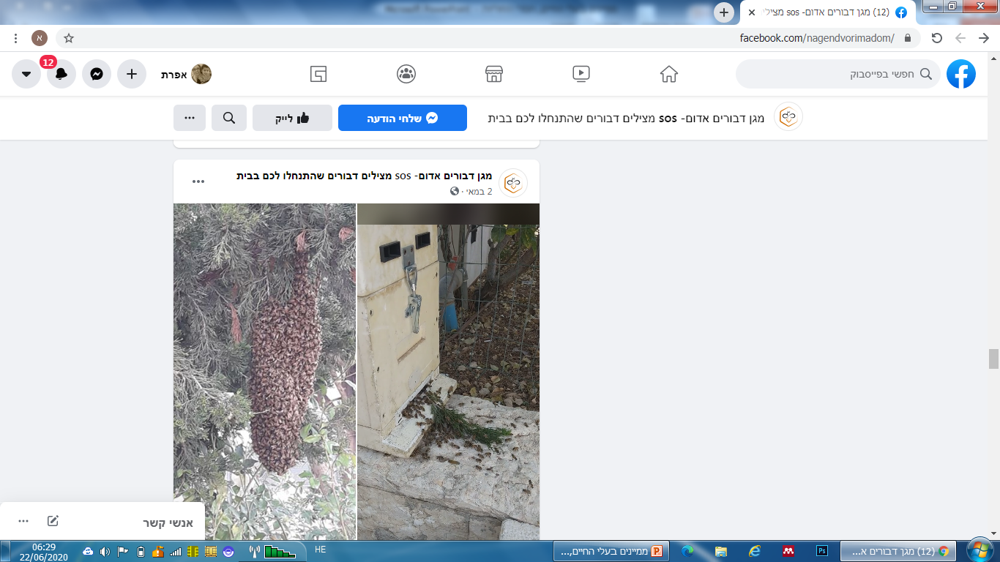 (12) מגן דבורים אדום- sos מצילי
facebook.com/nagendvorimadom/
א
חפשי בפייסבוק
אפרת
12
מגן דבורים אדום- sos מצילים דבורים שהתנחלו לכם בבית
שלחי הודעה
לייק
מגן דבורים אדום- sos מצילים דבורים שהתנחלו לכם בבית
2 במאי
אנשי קשר
(12) מגן דבורים א...
Ps
ממיינים בעלי החיים,...
HE
06:29
22/06/2020